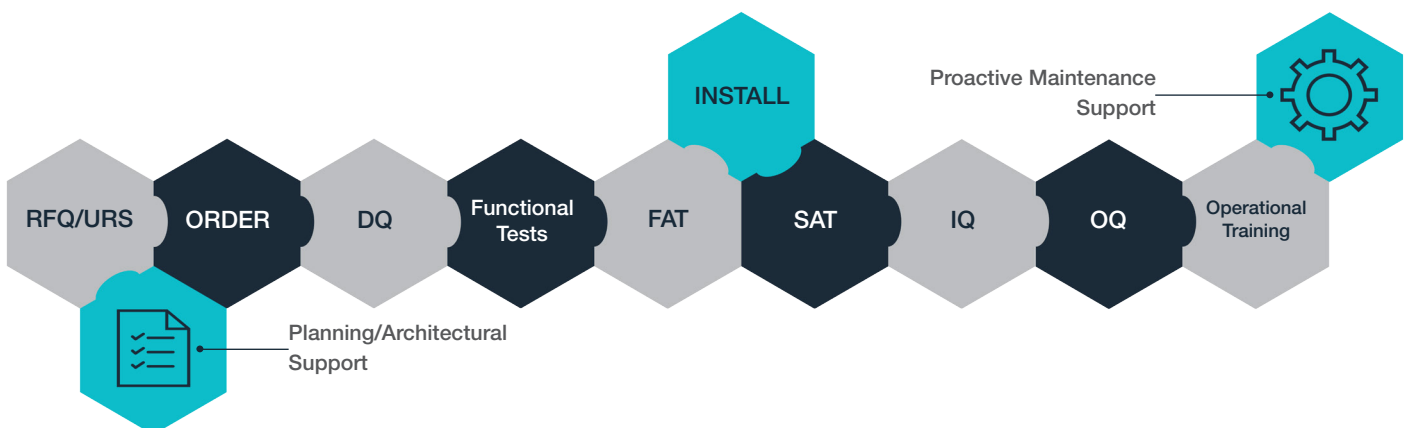 INSTALL
Proactive Maintenance
Support
RFQ/URS
ORDER
DQ
Functional
Tests
FAT
SAT
IQ
OQ
Operational
Training
Planning/Architectural
Support